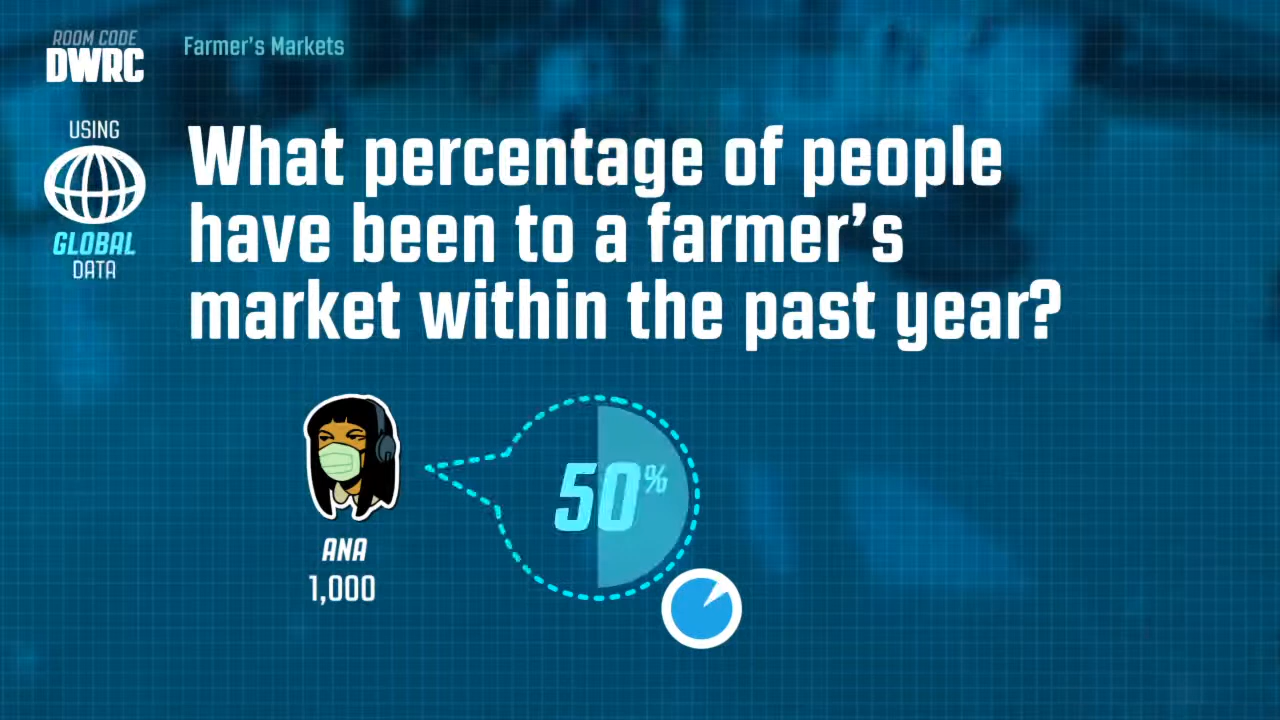 ROOM CODE
DWRC
Farmer's Markets
USING
GLOBAL
DATA
What percentage of people
have been to a farmer's
market within the past year?
50%
ANA
1,000